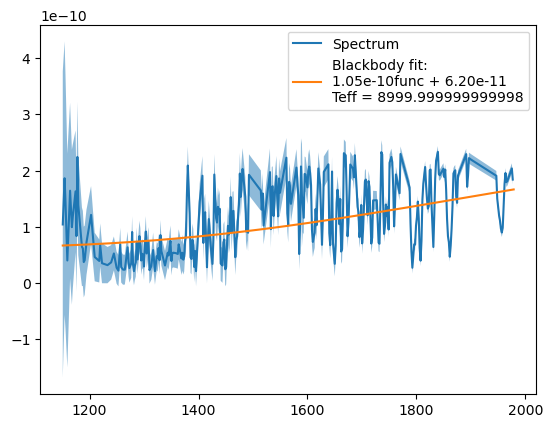 1e−10
Spectrum
Blackbody fit:
1.05e-10func + 6.20e-11
Teff = 8999.999999999998
4
3
2
1
0
−1
1200
1400
1600
1800
2000